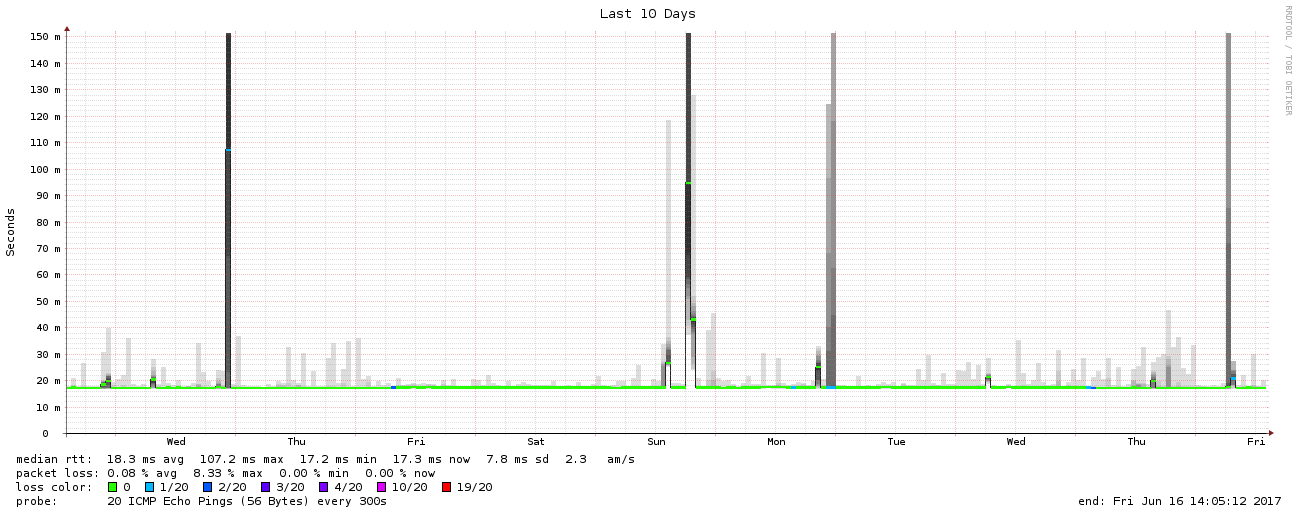 Last 10 Days
RRDTOOL / TOBI OETIKER
Seconds
150 m
140 m
130 m
120 m
110 m
100 m
90 m
80 m
70 m
60 m
50 m
40 m
30 m
20 m
10 m
0
Wed Thu Fri Sat Sun Mon Tue Wed Thu Fri
median rtt: 18.3 ms avg 107.2 ms max 17.2 ms min 17.3 ms now 7.8 ms sd 2.3 am/s
packet loss: 0.08 % avg 8.33 % max 0.00 % min 0.00 % now
loss color: 0 1/20 2/20 3/20 4/20 10/20 19/20
probe: 20 ICMP Echo Pings (56 Bytes) every 300s end: Fri Jun 16 14:05:12 2017